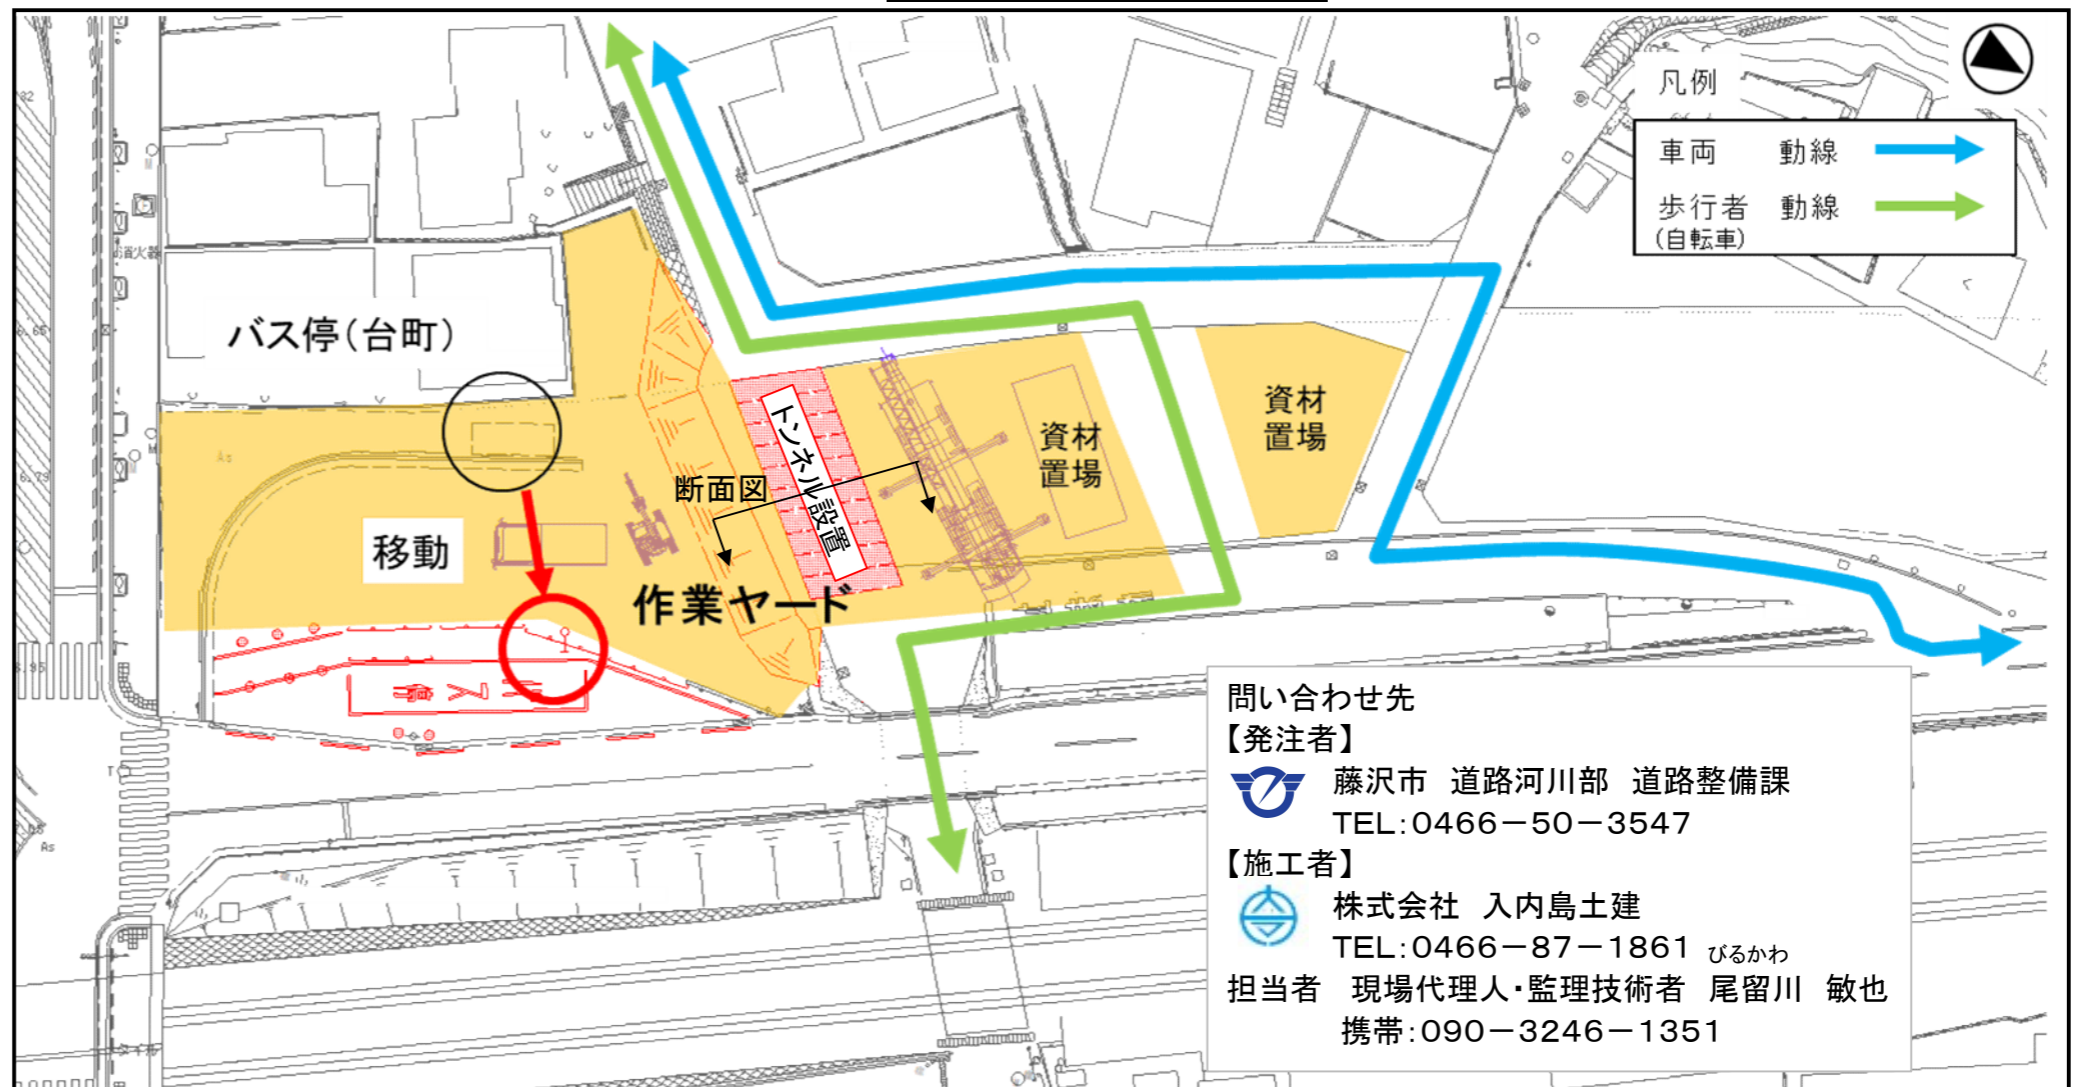 凡例
車両 動線
歩行者 動線
(自転車)
消火器
バス停(台町)
資材
置場
資材
置場
トンネル設置
断面図
移動
作業ヤード
As
As
問い合わせ先
【発注者】
藤沢市 道路河川部 道路整備課
TEL:0466-50-3547
【施工者】
株式会社 入内島土建
TEL:0466-87-1861
びるかわ
担当者 現場代理人・監理技術者 尾留川 敏也
携帯:090-3246-1351